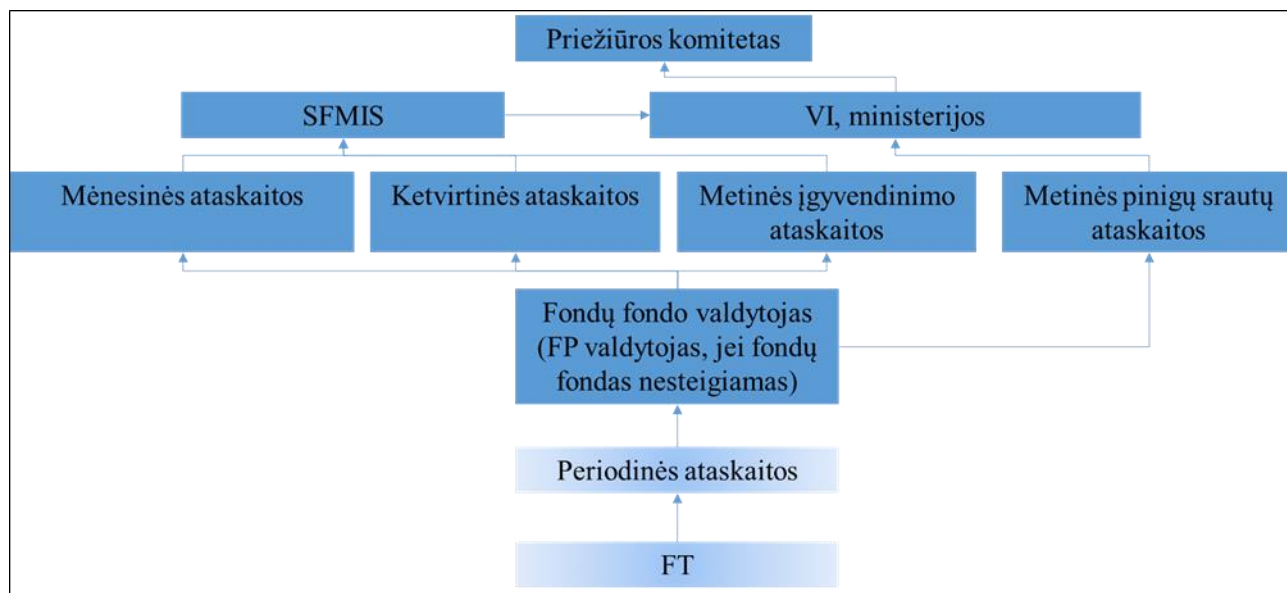 Priežiūros komitetas
SFMIS
VI, ministerijos
Mėnesinės ataskaitos
Ketvirtinės ataskaitos
Metinės įgyvendinimo
ataskaitos
Metinės pinigų srautų
ataskaitos
Fondų fondo valdytojas
(FP valdytojas, jei fondų
fondas nesteigiamas)
Periodinės ataskaitos
FT